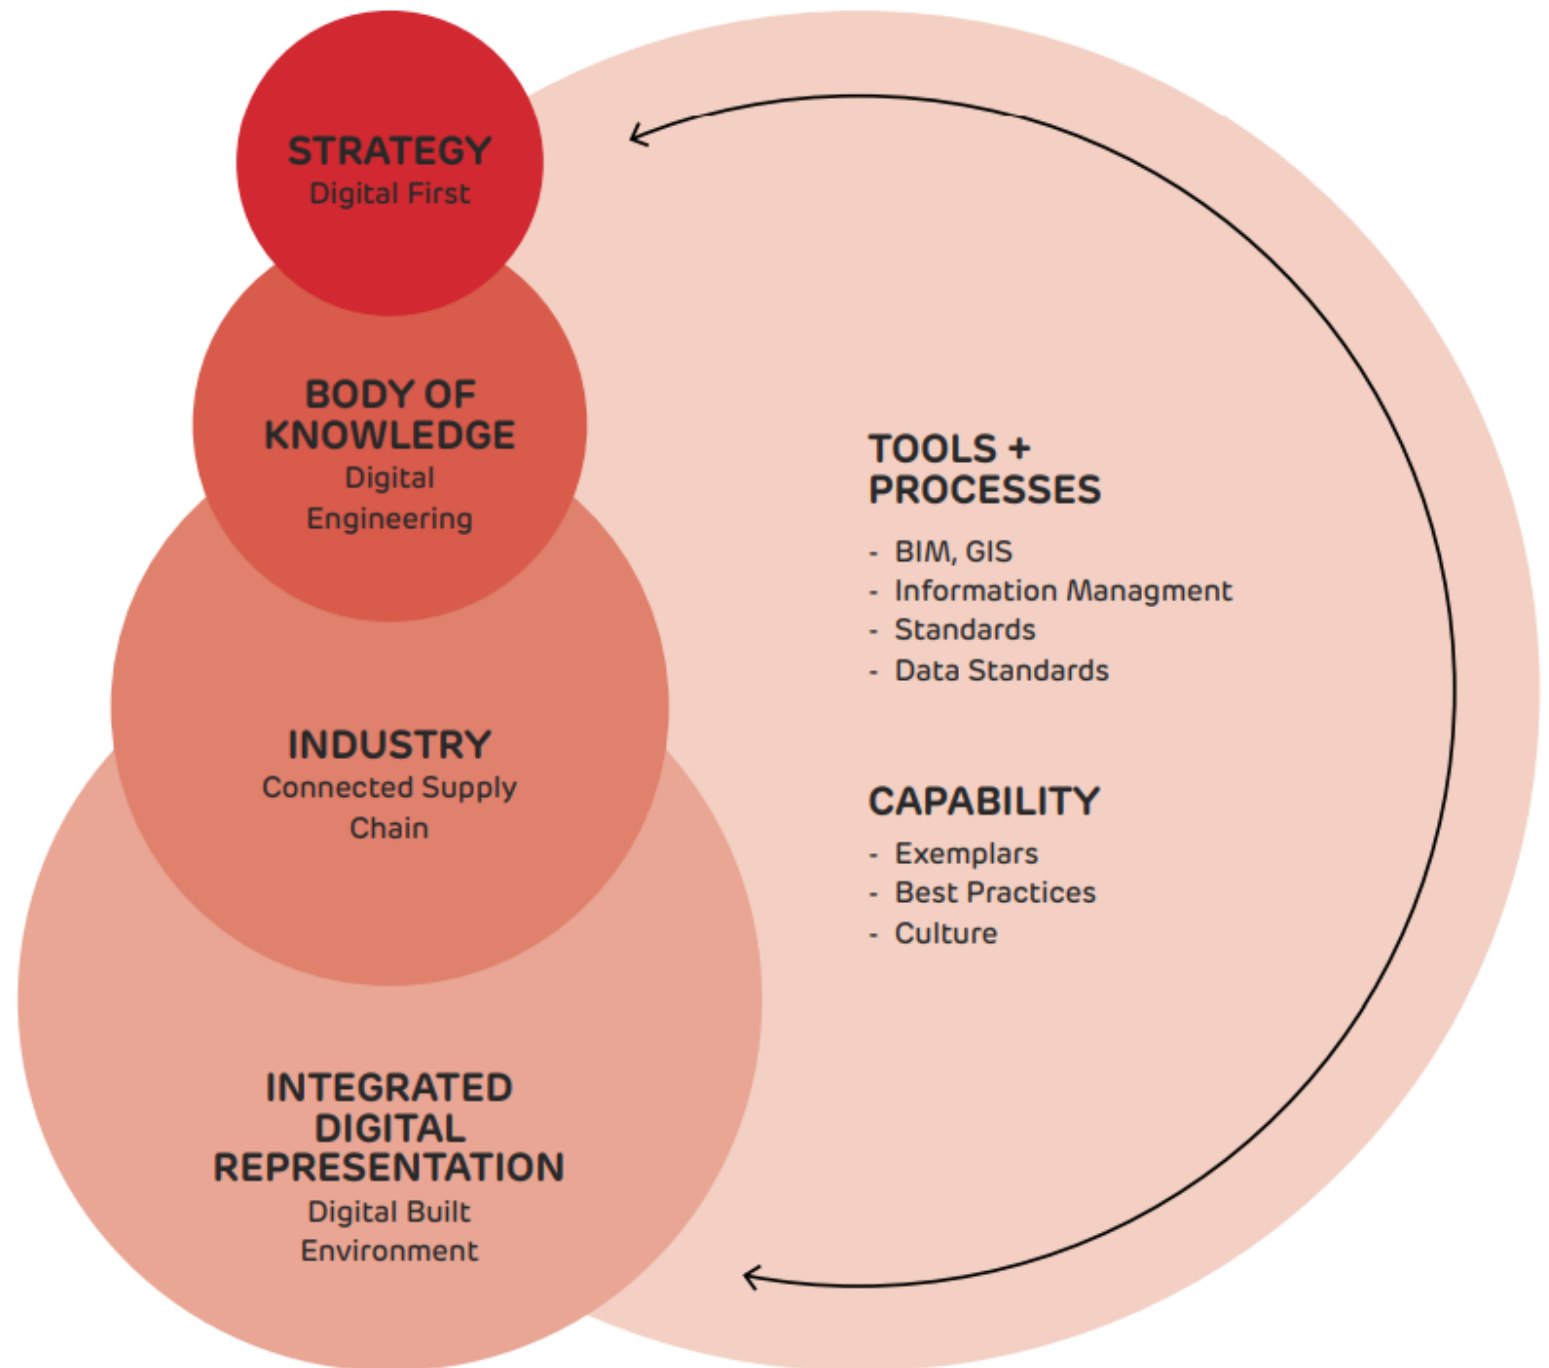 STRATEGY
Digital First
BODY OF
KNOWLEDGE
Digital
Engineering
INDUSTRY
Connected Supply
Chain
INTEGRATED
DIGITAL
REPRESENTATION
Digital Built
Environment
TOOLS +
PROCESSES
- BIM, GIS
- Information Managment
- Standards
- Data Standards
CAPABILITY
- Exemplars
- Best Practices
- Culture